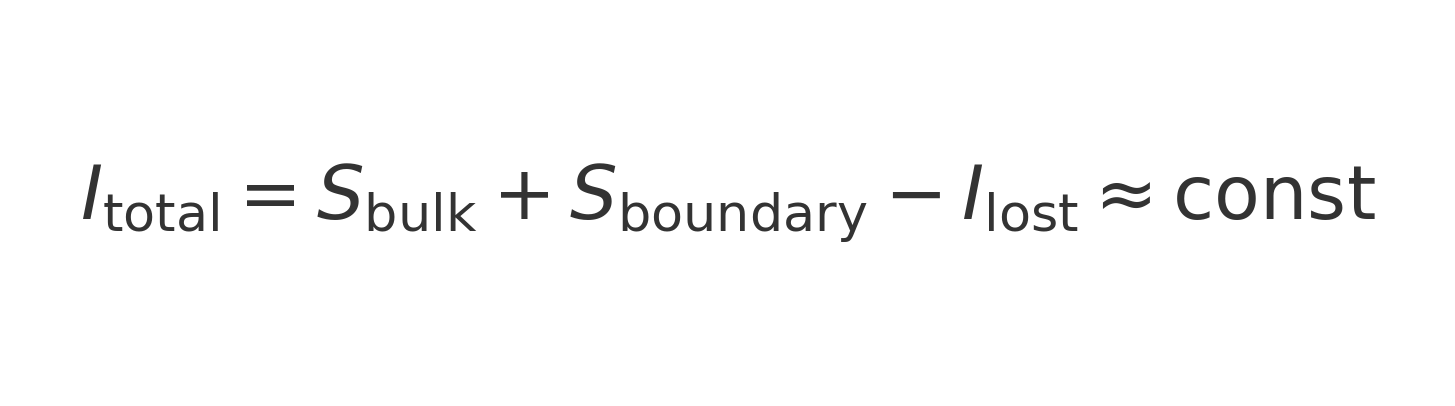 I_total = S_bulk + S_boundary − I_lost ≈ const